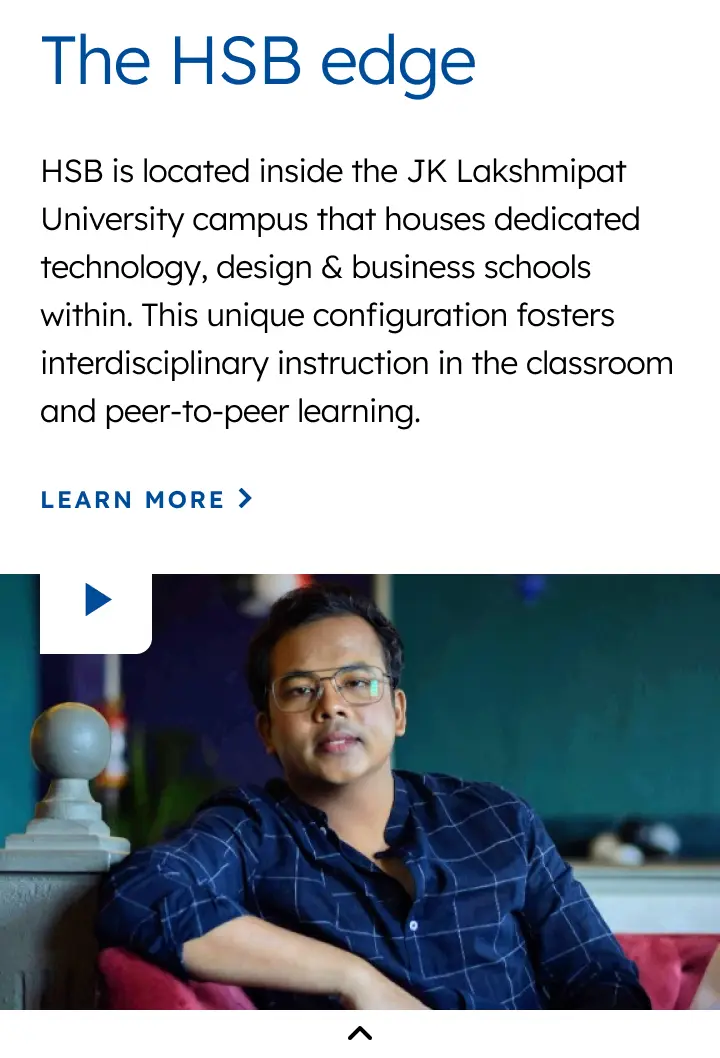 The HSB edge
HSB is located inside the JK Lakshmipat
University campus that houses dedicated
technology, design & business schools
within. This unique configuration fosters
interdisciplinary instruction in the classroom
and peer-to-peer learning.
LEARN MORE